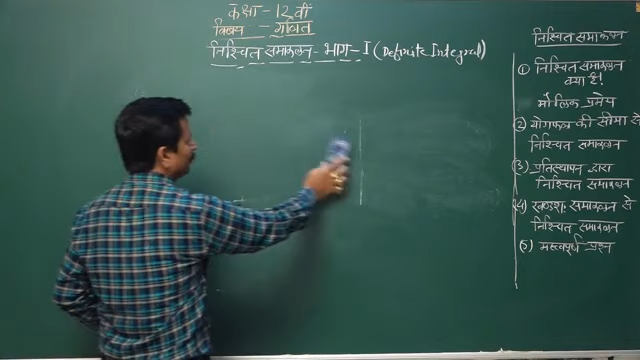 कक्षा - 12 वीं
विषय - गणित
निश्चित समाकलन - भाग - I (Definite Integral)
निश्चित समाकलन
① निश्चित समाकलन
क्या है।
मौलिक प्रमेय
② योगफल की सीमा से
निश्चित समाकलन
(3) प्रतिस्थापन द्वारा
निश्चित समाकलन
(4) खण्डशः समाकलन से
निश्चित समाकलन
(5) महत्वपूर्ण प्रश्न